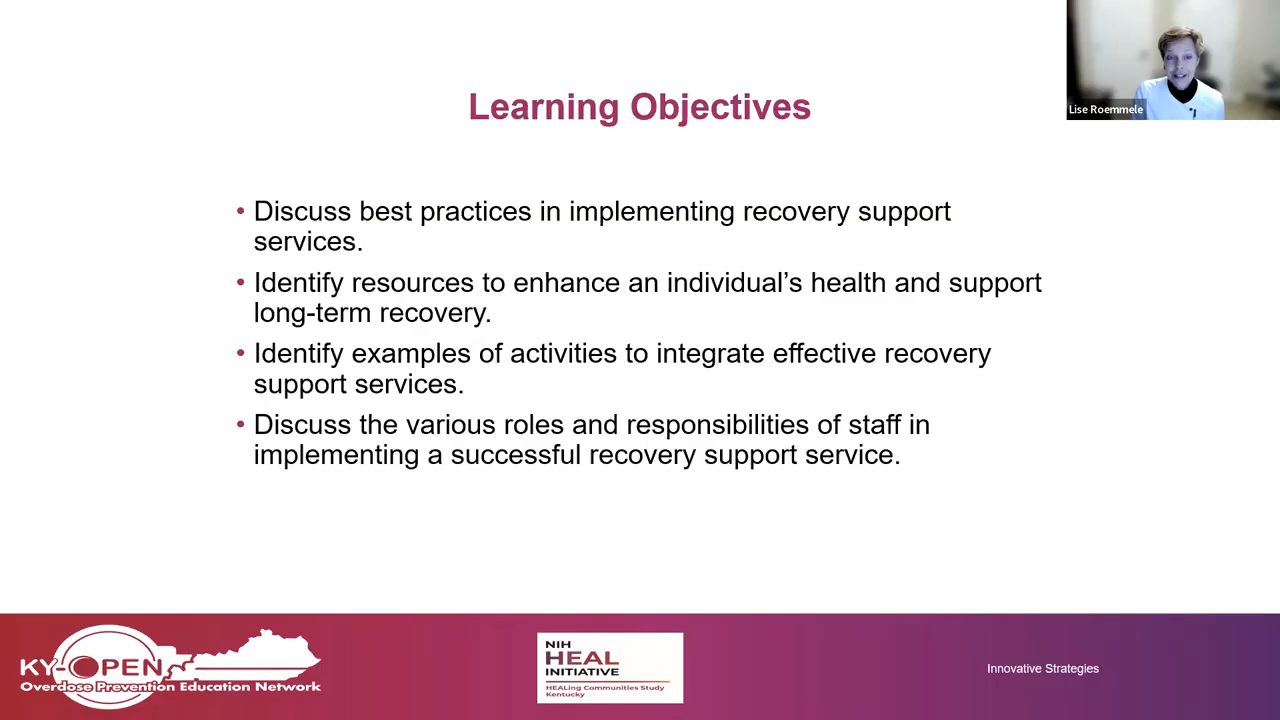 Lise Roemmele
Learning Objectives
• Discuss best practices in implementing recovery support
services.
• Identify resources to enhance an individual’s health and support
long-term recovery.
• Identify examples of activities to integrate effective recovery
support services.
• Discuss the various roles and responsibilities of staff in
implementing a successful recovery support service.
KY-OPEN
Overdose Prevention Education Network
NIH
HEAL
INITIATIVE
HEALing Communities Study
Kentucky
Innovative Strategies